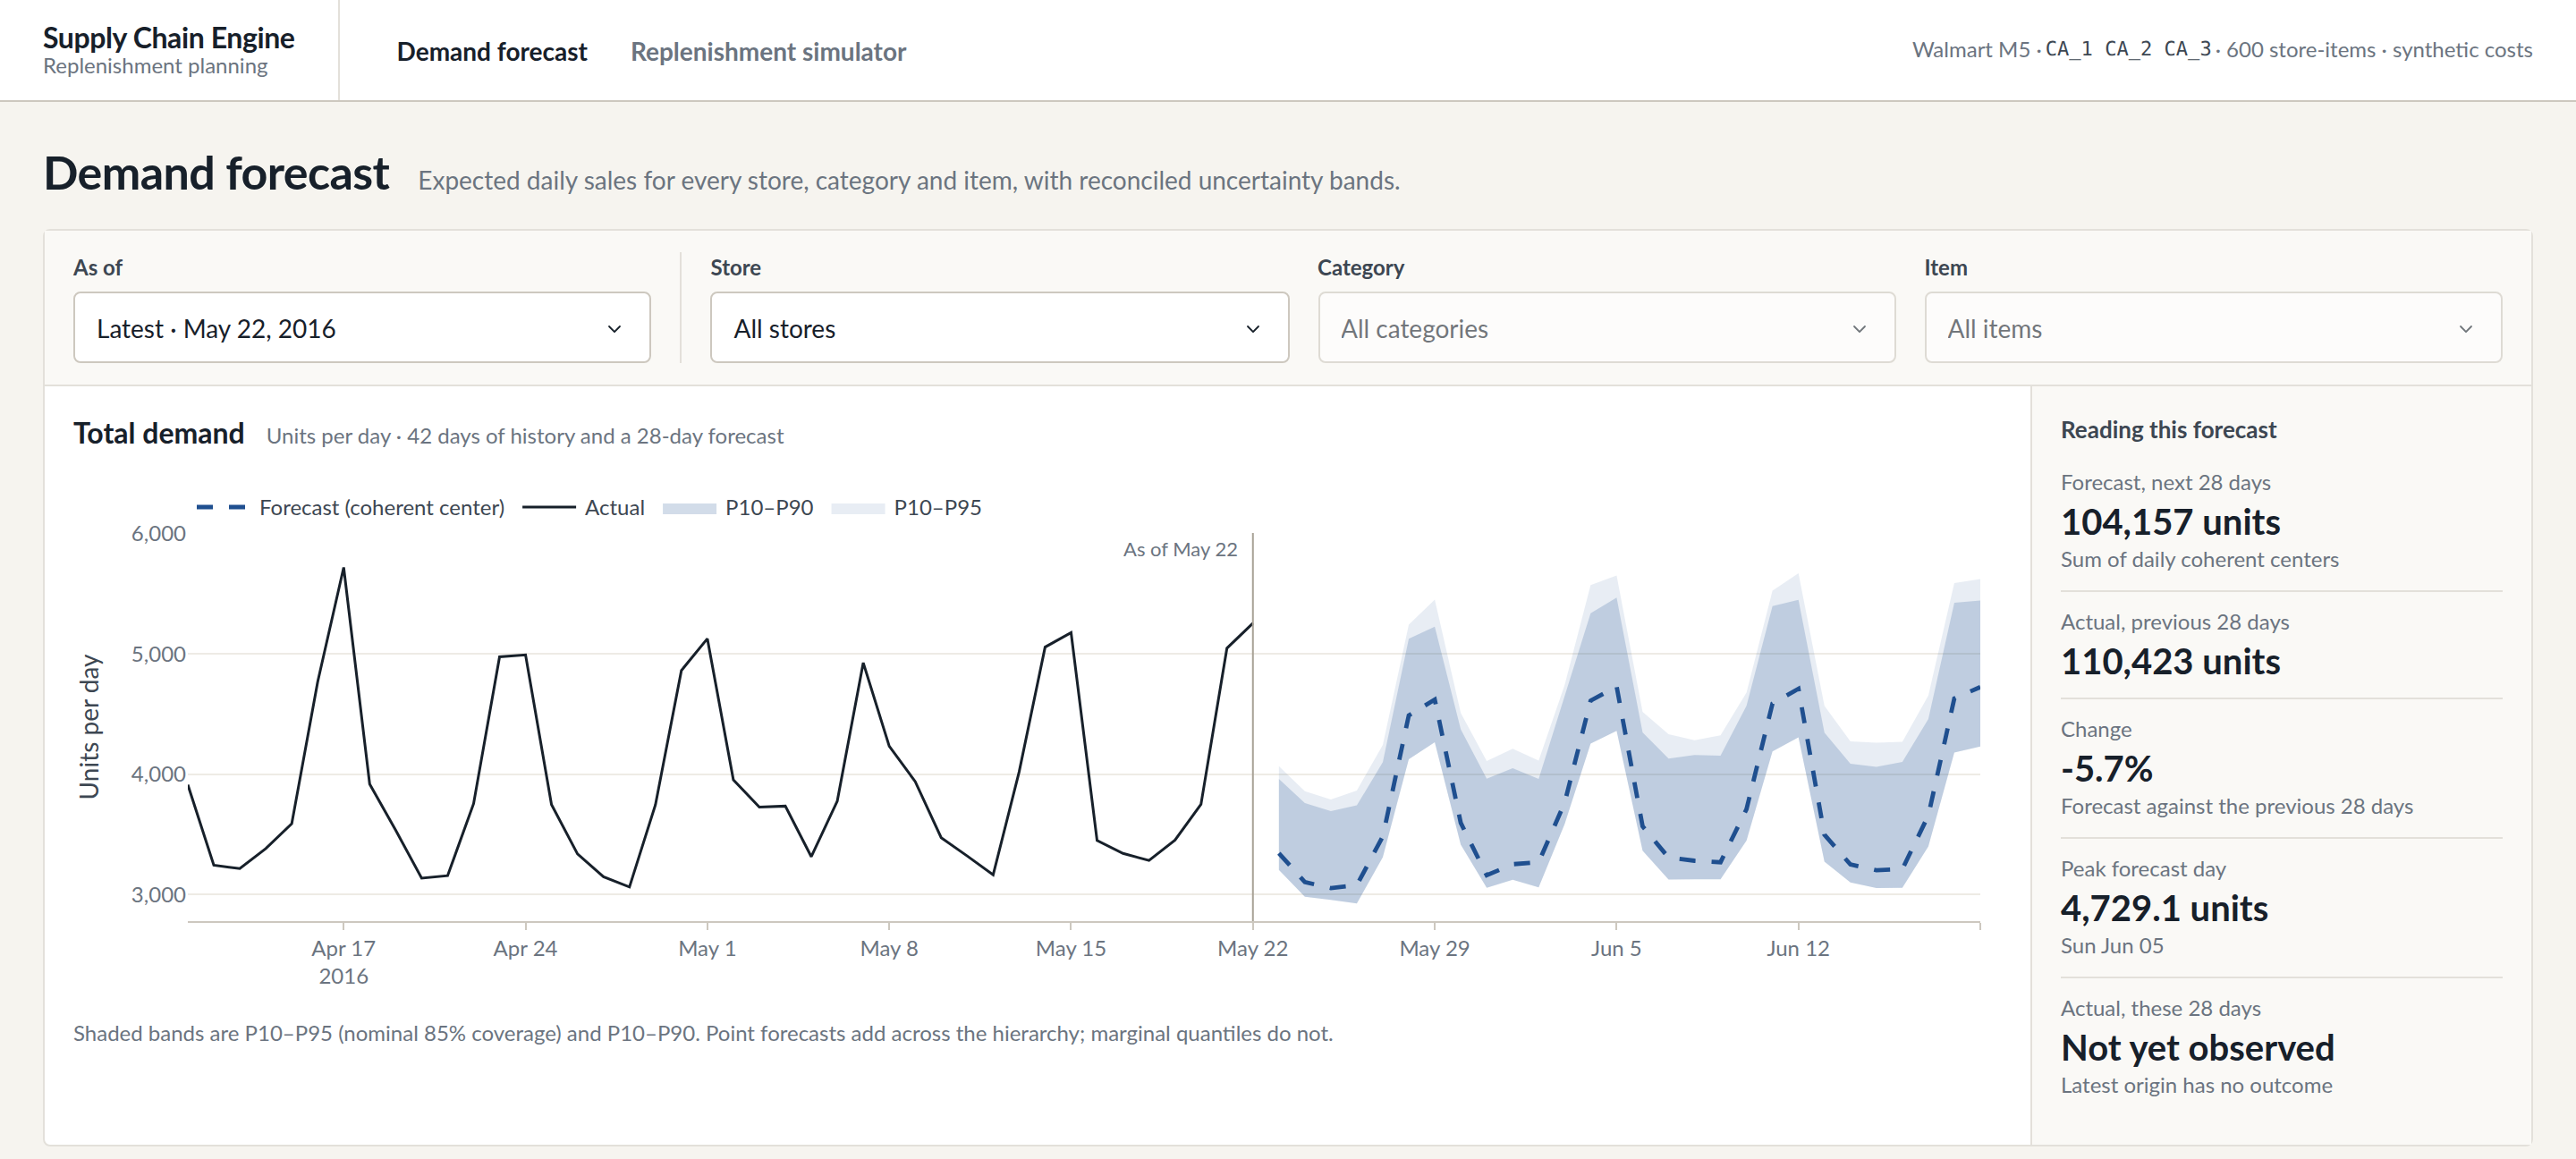 Supply Chain Engine
Replenishment planning
Demand forecast
Replenishment simulator
Walmart M5 · CA_1 CA_2 CA_3 · 600 store-items · synthetic costs
Demand forecast
Expected daily sales for every store, category and item, with reconciled uncertainty bands.
As of
Latest · May 22, 2016
Store
All stores
Category
All categories
Item
All items
Total demand
Units per day · 42 days of history and a 28-day forecast
Forecast (coherent center)
Actual
P10–P90
P10–P95
As of May 22
Units per day
6,000
5,000
4,000
3,000
Apr 17
2016
Apr 24
May 1
May 8
May 15
May 22
May 29
Jun 5
Jun 12
Shaded bands are P10–P95 (nominal 85% coverage) and P10–P90. Point forecasts add across the hierarchy; marginal quantiles do not.
Reading this forecast
Forecast, next 28 days
104,157 units
Sum of daily coherent centers
Actual, previous 28 days
110,423 units
Change
-5.7%
Forecast against the previous 28 days
Peak forecast day
4,729.1 units
Sun Jun 05
Actual, these 28 days
Not yet observed
Latest origin has no outcome